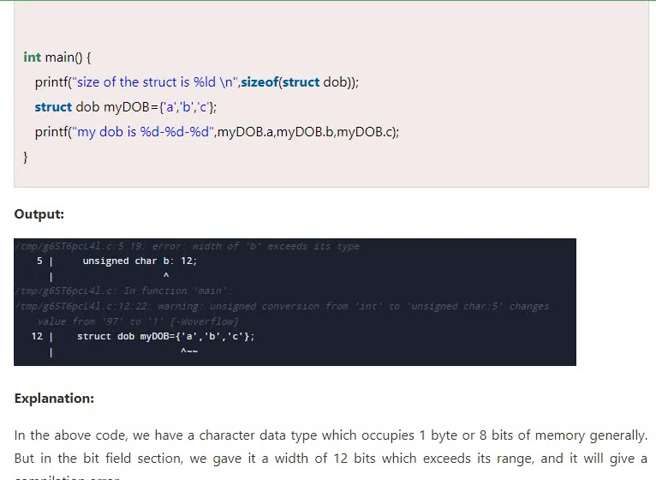 int main() {
printf("size of the struct is %ld \n",sizeof(struct dob));
struct dob myDOB={'a','b','c'};
printf("my dob is %d-%d-%d",myDOB.a,myDOB.b,myDOB.c);
}
Output:
/tmp/g6ST6pcL4l.c:5 19: error: width of 'b' exceeds its type
5 | unsigned char b: 12;
| ^
/tmp/g6ST6pcL4l.c: In function 'main':
/tmp/g6ST6pcL4l.c:12:22: warning: unsigned conversion from 'int' to 'unsigned char:5' changes
value from '97' to '1' [-Woverflow]
12 | struct dob myDOB={'a','b','c'};
| ^~~
Explanation:
In the above code, we have a character data type which occupies 1 byte or 8 bits of memory generally.
But in the bit field section, we gave it a width of 12 bits which exceeds its range, and it will give a
compilation error